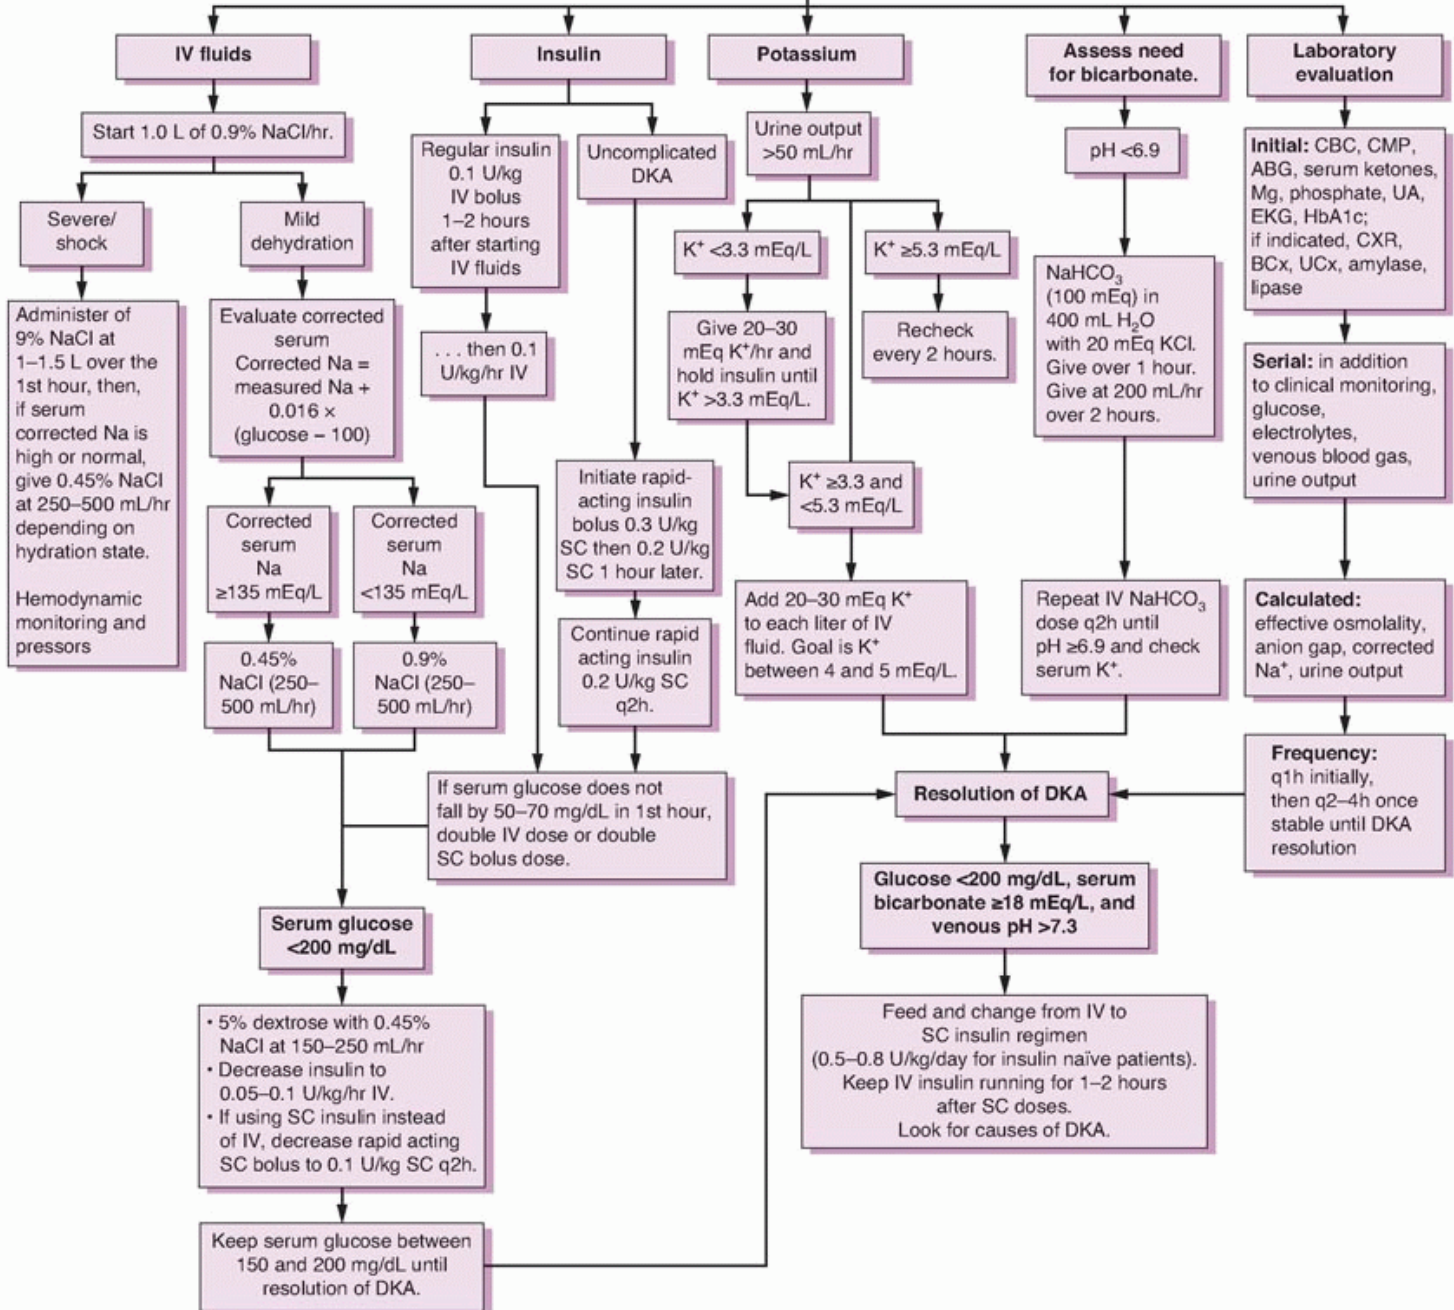 IV fluids
Start 1.0 L of 0.9% NaCl/hr.
Severe/
shock
Administer of
9% NaCl at
1–1.5 L over the
1st hour, then,
if serum
corrected Na is
high or normal,
give 0.45% NaCl
at 250–500 mL/hr
depending on
hydration state.
Hemodynamic
monitoring and
pressors
Mild
dehydration
Evaluate corrected
serum
Corrected Na =
measured Na +
0.016 ×
(glucose – 100)
Corrected
serum
Na
≥135 mEq/L
0.45%
NaCl (250–
500 mL/hr)
Corrected
serum
Na
<135 mEq/L
0.9%
NaCl (250–
500 mL/hr)
Insulin
Regular insulin
0.1 U/kg
IV bolus
1–2 hours
after starting
IV fluids
. . . then 0.1
U/kg/hr IV
Uncomplicated
DKA
Initiate rapid-
acting insulin
bolus 0.3 U/kg
SC then 0.2 U/kg
SC 1 hour later.
Continue rapid
acting insulin
0.2 U/kg SC
q2h.
If serum glucose does not
fall by 50–70 mg/dL in 1st hour,
double IV dose or double
SC bolus dose.
Serum glucose
<200 mg/dL
• 5% dextrose with 0.45%
NaCl at 150–250 mL/hr
• Decrease insulin to
0.05–0.1 U/kg/hr IV.
• If using SC insulin instead
of IV, decrease rapid acting
SC bolus to 0.1 U/kg SC q2h.
Keep serum glucose between
150 and 200 mg/dL until
resolution of DKA.
Potassium
Urine output
>50 mL/hr
K⁺ <3.3 mEq/L
Give 20–30
mEq K⁺/hr and
hold insulin until
K⁺ >3.3 mEq/L.
K⁺ ≥5.3 mEq/L
Recheck
every 2 hours.
K⁺ ≥3.3 and
<5.3 mEq/L
Add 20–30 mEq K⁺
to each liter of IV
fluid. Goal is K⁺
between 4 and 5 mEq/L.
Assess need
for bicarbonate.
pH <6.9
NaHCO₃
(100 mEq) in
400 mL H₂O
with 20 mEq KCl.
Give over 1 hour.
Give at 200 mL/hr
over 2 hours.
Repeat IV NaHCO₃
dose q2h until
pH ≥6.9 and check
serum K⁺.
Laboratory
evaluation
Initial: CBC, CMP,
ABG, serum ketones,
Mg, phosphate, UA,
EKG, HbA1c;
if indicated, CXR,
BCx, UCx, amylase,
lipase
Serial: in addition
to clinical monitoring,
glucose,
electrolytes,
venous blood gas,
urine output
Calculated:
effective osmolality,
anion gap, corrected
Na⁺, urine output
Frequency:
q1h initially,
then q2–4h once
stable until DKA
resolution
Resolution of DKA
Glucose <200 mg/dL, serum
bicarbonate ≥18 mEq/L, and
venous pH >7.3
Feed and change from IV to
SC insulin regimen
(0.5–0.8 U/kg/day for insulin naïve patients).
Keep IV insulin running for 1–2 hours
after SC doses.
Look for causes of DKA.